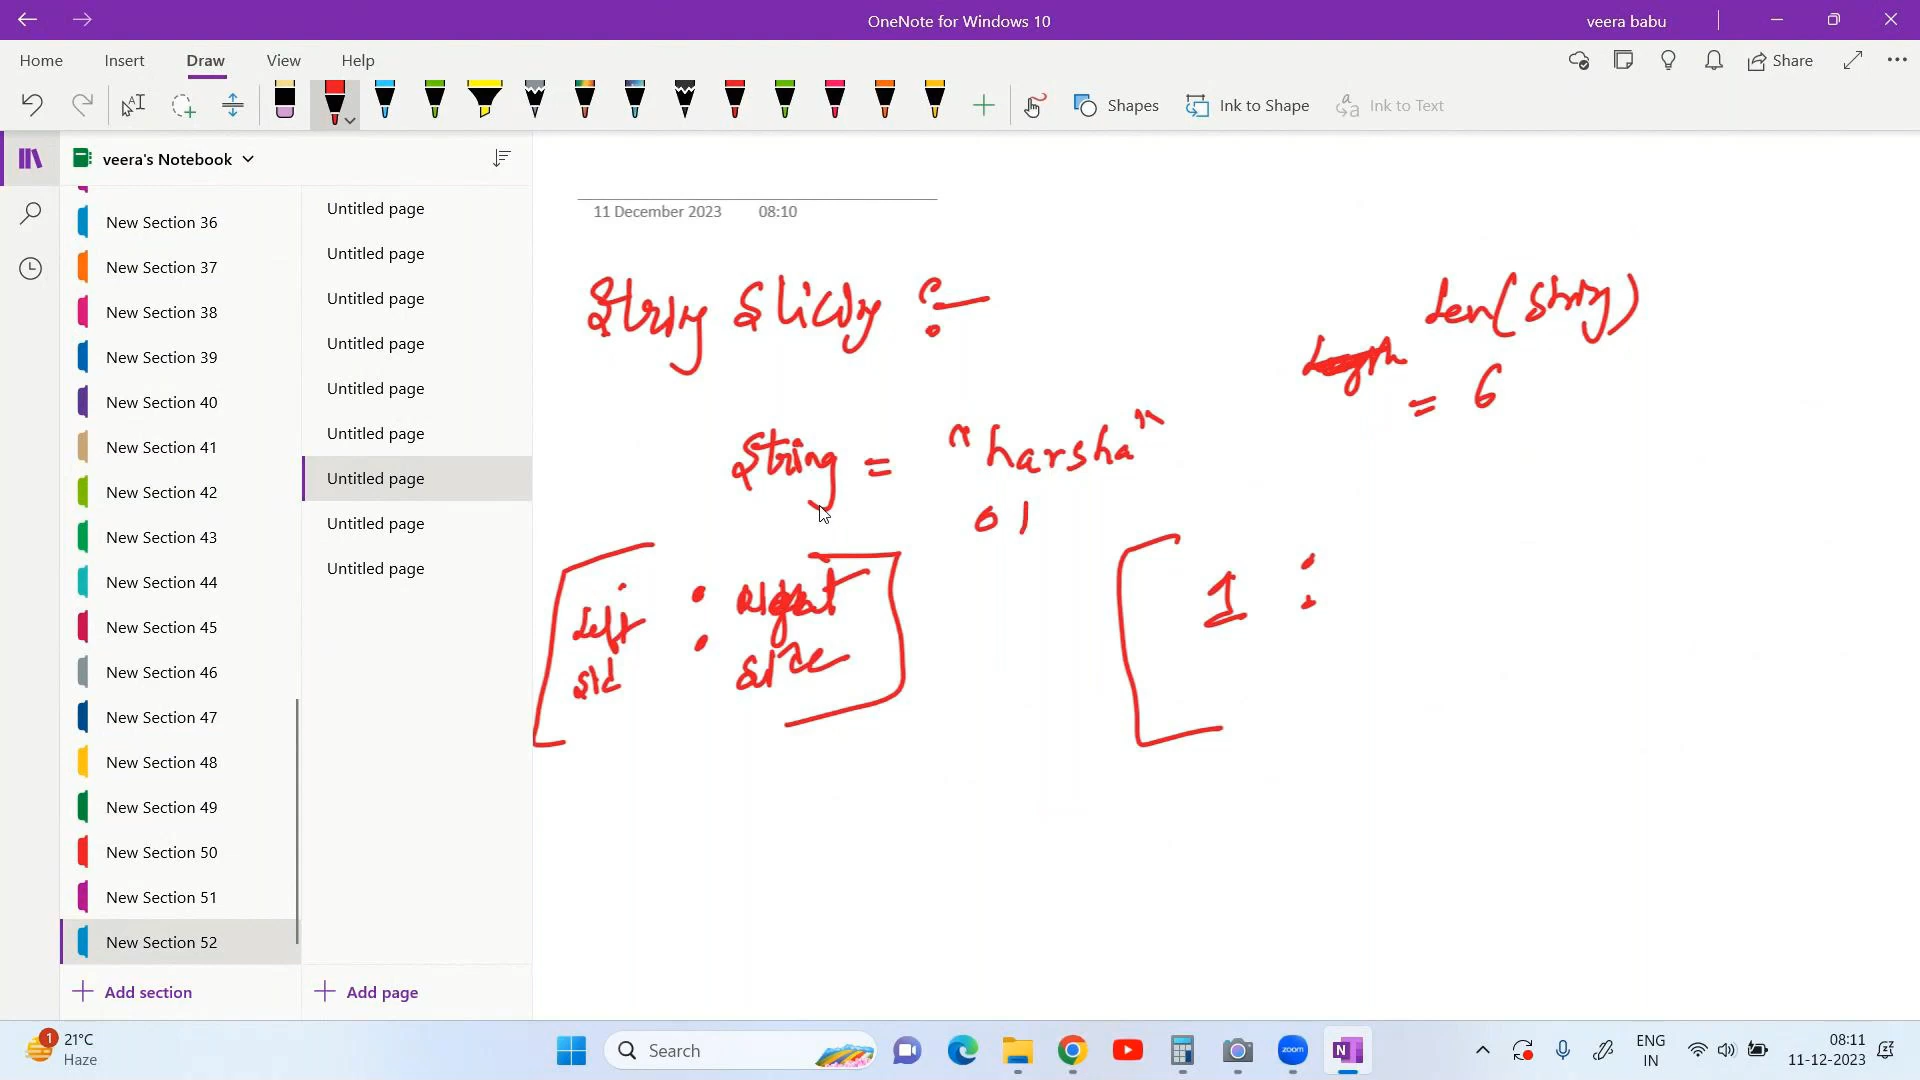 OneNote for Windows 10
veera babu
Home Insert Draw View Help
Share
Shapes Ink to Shape Ink to Text
veera's Notebook
New Section 36
New Section 37
New Section 38
New Section 39
New Section 40
New Section 41
New Section 42
New Section 43
New Section 44
New Section 45
New Section 46
New Section 47
New Section 48
New Section 49
New Section 50
New Section 51
New Section 52
Add section
Untitled page
Untitled page
Untitled page
Untitled page
Untitled page
Untitled page
Untitled page
Untitled page
Untitled page
Add page
11 December 2023 08:10
String Slicing :-
len(string)
= 6
String = "harsha"
0 1
[left : right]
sid side
[ 1 :
1
21°C
Haze
Search
zoom
ENG
IN
08:11
11-12-2023